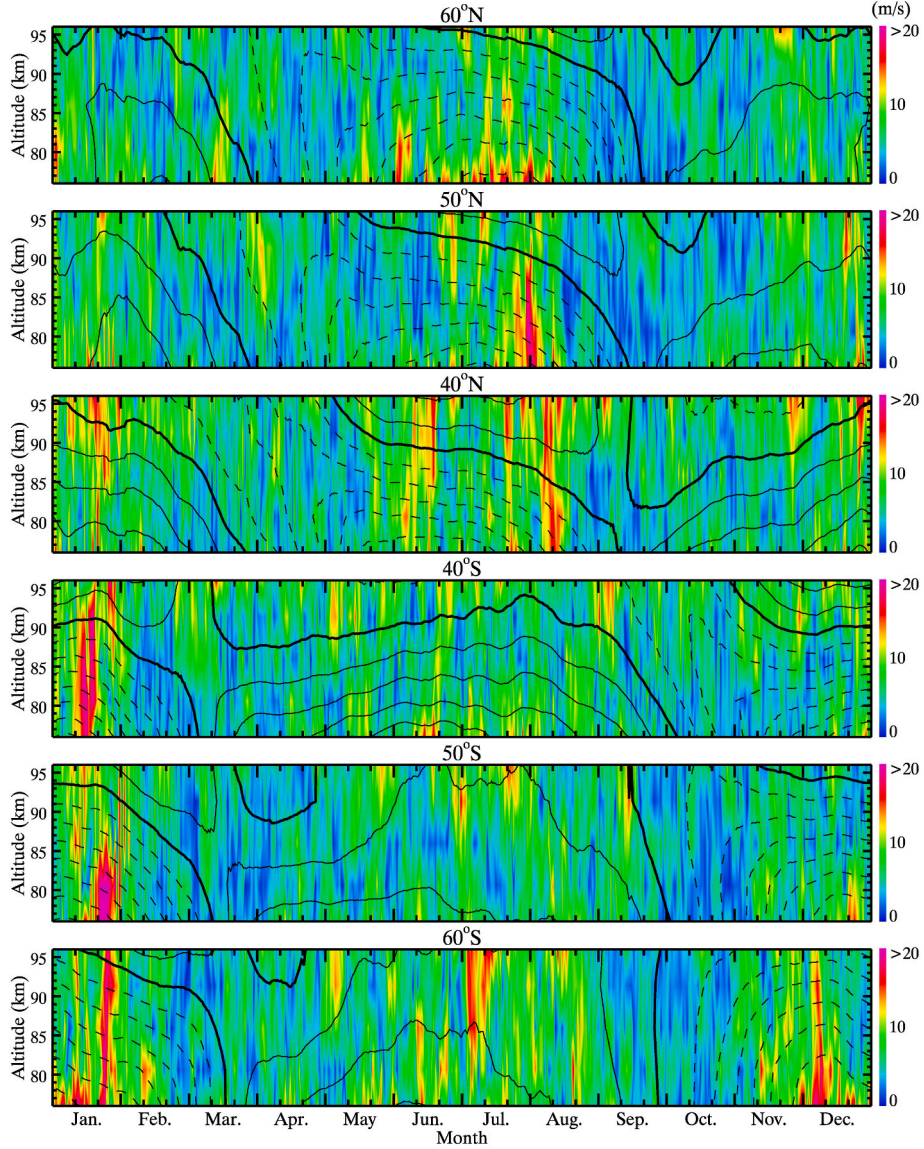 (m/s)
60°N
>20
10
0
95
90
85
80
Altitude (km)
50°N
>20
10
0
95
90
85
80
Altitude (km)
40°N
>20
10
0
95
90
85
80
Altitude (km)
40°S
>20
10
0
95
90
85
80
Altitude (km)
50°S
>20
10
0
95
90
85
80
Altitude (km)
60°S
>20
10
0
95
90
85
80
Altitude (km)
Jan. Feb. Mar. Apr. May Jun. Jul. Aug. Sep. Oct. Nov. Dec.
Month